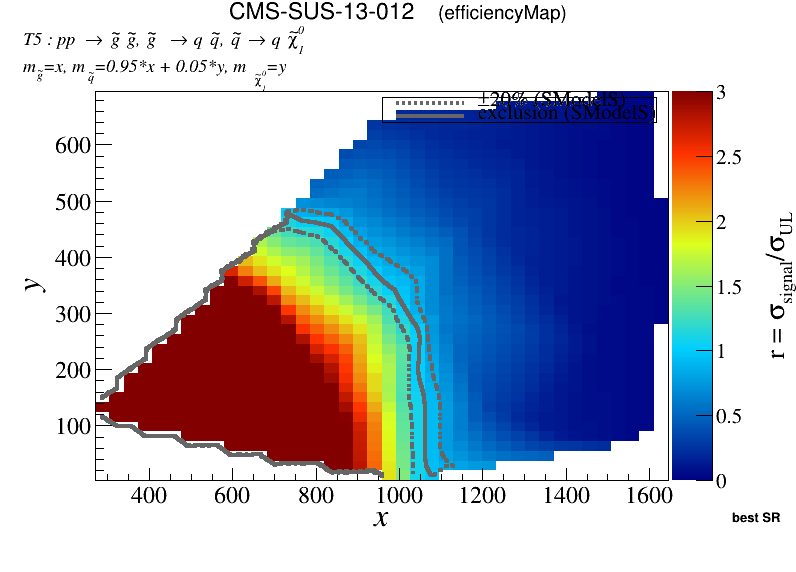 CMS-SUS-13-012 (efficiencyMap)
T5 : pp → g̃ g̃, g̃ → q q̃, q̃ → q χ̃⁰₁
m_g̃=x, m_q̃=0.95*x + 0.05*y, m_χ̃⁰₁=y
±20% (SModelS)
exclusion (SModelS)
600
500
400
300
200
100
y
400 600 800 1000 1200 1400 1600
x
3
2.5
2
1.5
1
0.5
0
r = σ_signal/σ_UL
best SR